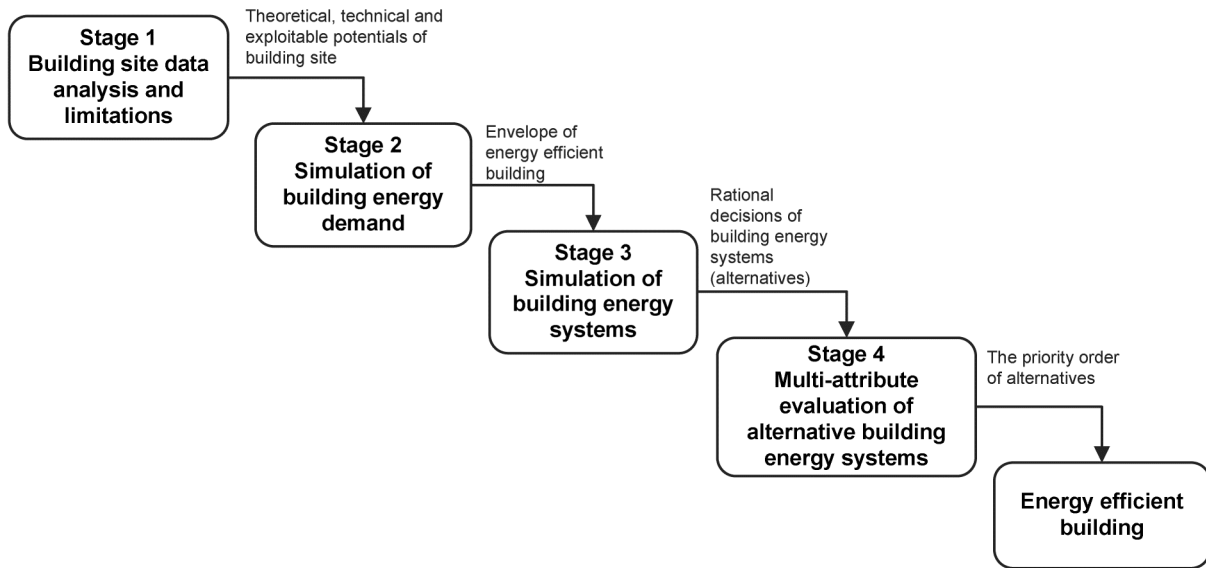 Stage 1
Building site data
analysis and
limitations
Theoretical, technical and
exploitable potentials of
building site
Stage 2
Simulation of
building energy
demand
Envelope of
energy efficient
building
Stage 3
Simulation of
building energy
systems
Rational
decisions of
building energy
systems
(alternatives)
Stage 4
Multi-attribute
evaluation of
alternative building
energy systems
The priority order
of alternatives
Energy efficient
building